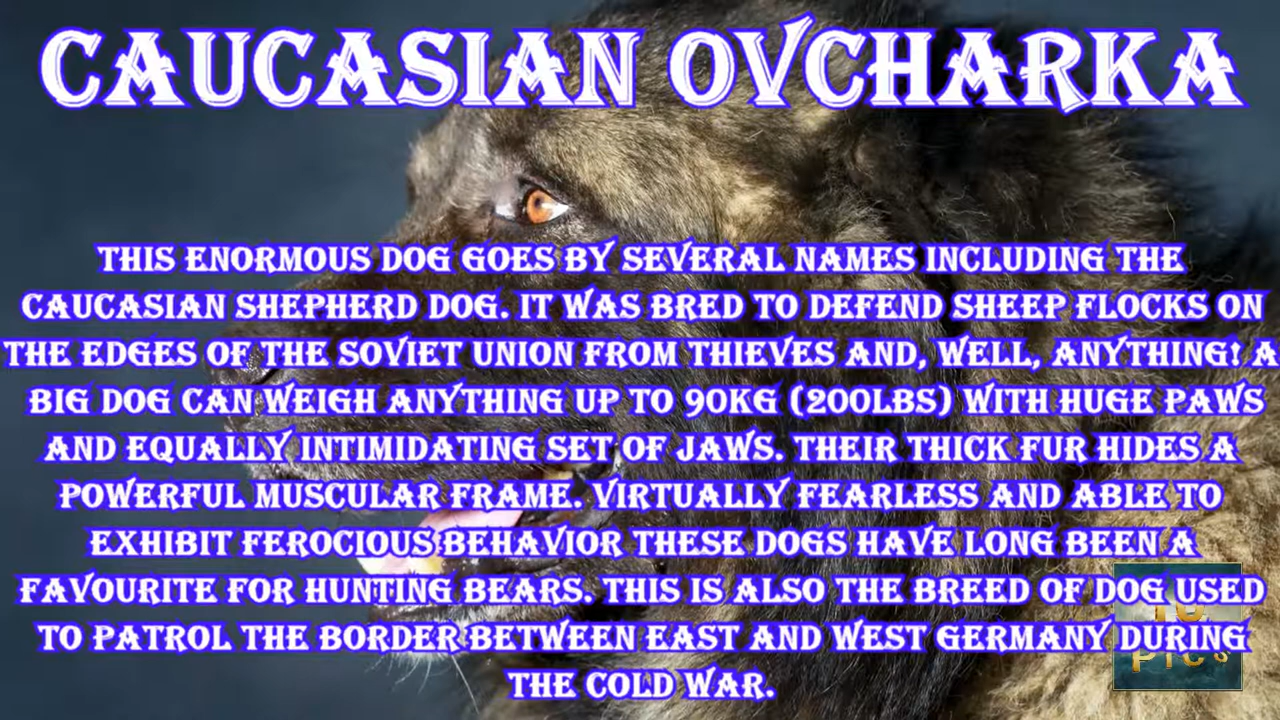 CAUCASIAN OVCHARKA
THIS ENORMOUS DOG GOES BY SEVERAL NAMES INCLUDING THE
CAUCASIAN SHEPHERD DOG. IT WAS BRED TO DEFEND SHEEP FLOCKS ON
THE EDGES OF THE SOVIET UNION FROM THIEVES AND, WELL, ANYTHING! A
BIG DOG CAN WEIGH ANYTHING UP TO 90KG (200LBS) WITH HUGE PAWS
AND EQUALLY INTIMIDATING SET OF JAWS. THEIR THICK FUR HIDES A
POWERFUL MUSCULAR FRAME. VIRTUALLY FEARLESS AND ABLE TO
EXHIBIT FEROCIOUS BEHAVIOR THESE DOGS HAVE LONG BEEN A
FAVOURITE FOR HUNTING BEARS. THIS IS ALSO THE BREED OF DOG USED
TO PATROL THE BORDER BETWEEN EAST AND WEST GERMANY DURING
THE COLD WAR.